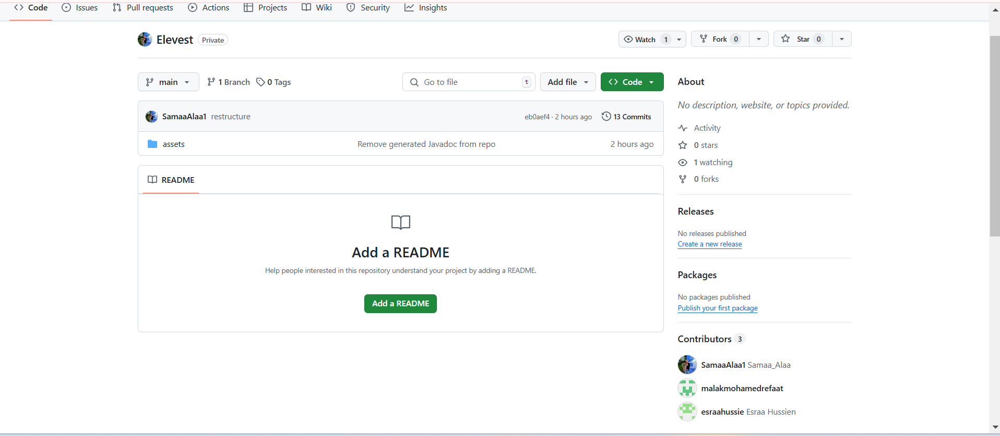 Code Issues Pull requests Actions Projects Wiki Security Insights
Elevest Private
Watch 1 Fork 0 Star 0
main 1 Branch 0 Tags
Go to file t Add file Code
SamaaAlaa1 restructure eb0aef4 · 2 hours ago 13 Commits
assets Remove generated Javadoc from repo 2 hours ago
README
Add a README
Help people interested in this repository understand your project by adding a README.
Add a README
About
No description, website, or topics provided.
Activity
0 stars
1 watching
0 forks
Releases
No releases published
Create a new release
Packages
No packages published
Publish your first package
Contributors 3
SamaaAlaa1 Samaa_Alaa
malakmohamedrefaat
esraahussie Esraa Hussien